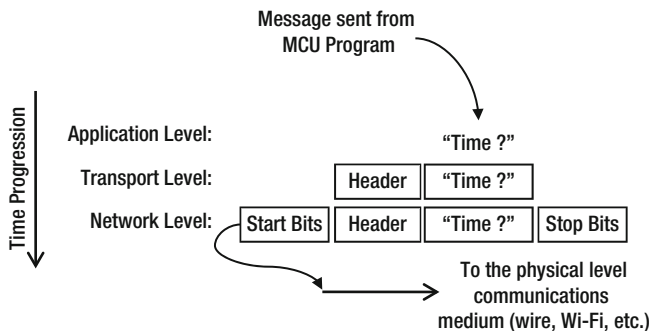 Message sent from
MCU Program
Time Progression
Application Level: “Time ?”
Transport Level: Header “Time ?”
Network Level: Start Bits Header “Time ?” Stop Bits
To the physical level
communications
medium (wire, Wi-Fi, etc.)